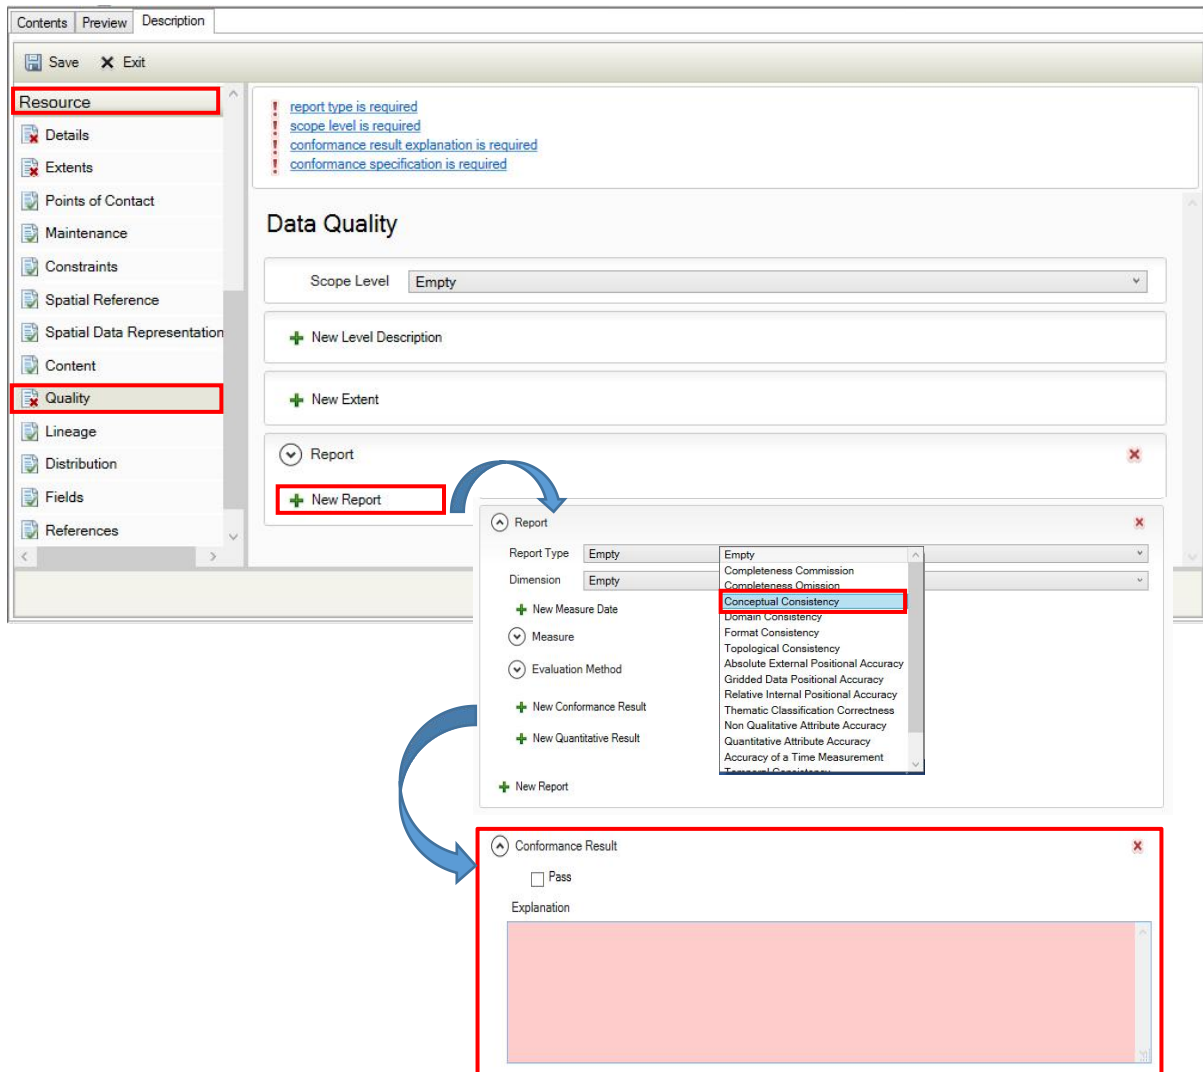 Contents Preview Description
Save Exit
Resource
Details
Extents
Points of Contact
Maintenance
Constraints
Spatial Reference
Spatial Data Representation
Content
Quality
Lineage
Distribution
Fields
References
report type is required
scope level is required
conformance result explanation is required
conformance specification is required
Data Quality
Scope Level Empty
New Level Description
New Extent
Report
New Report
Report
Report Type Empty
Dimension Empty
New Measure Date
Measure
Evaluation Method
New Conformance Result
New Quantitative Result
New Report
Empty
Completeness Commission
Completeness Omission
Conceptual Consistency
Domain Consistency
Format Consistency
Topological Consistency
Absolute External Positional Accuracy
Gridded Data Positional Accuracy
Relative Internal Positional Accuracy
Thematic Classification Correctness
Non Qualitative Attribute Accuracy
Quantitative Attribute Accuracy
Accuracy of a Time Measurement
Temporal Consistency
Conformance Result
Pass
Explanation